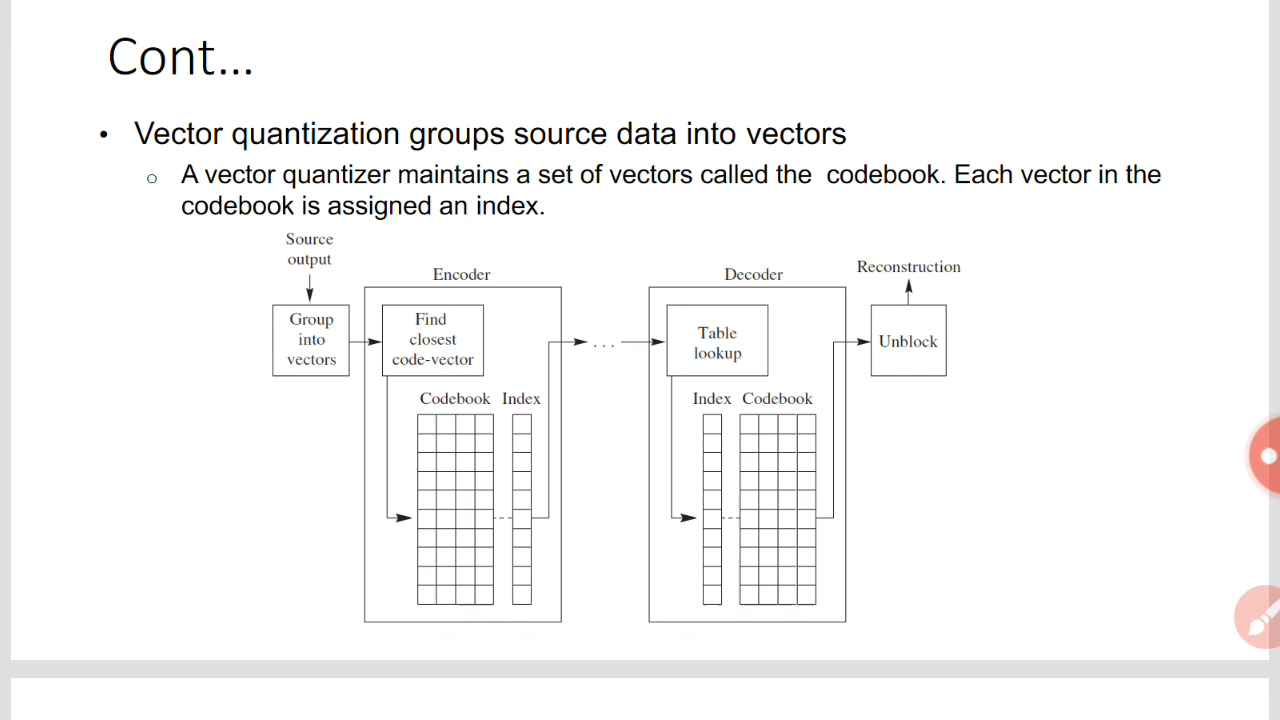 Cont...
• Vector quantization groups source data into vectors
o A vector quantizer maintains a set of vectors called the codebook. Each vector in the
codebook is assigned an index.
Source
output
Encoder
Decoder
Reconstruction
Group
into
vectors
Find
closest
code-vector
...
Table
lookup
Unblock
Codebook Index
Index Codebook